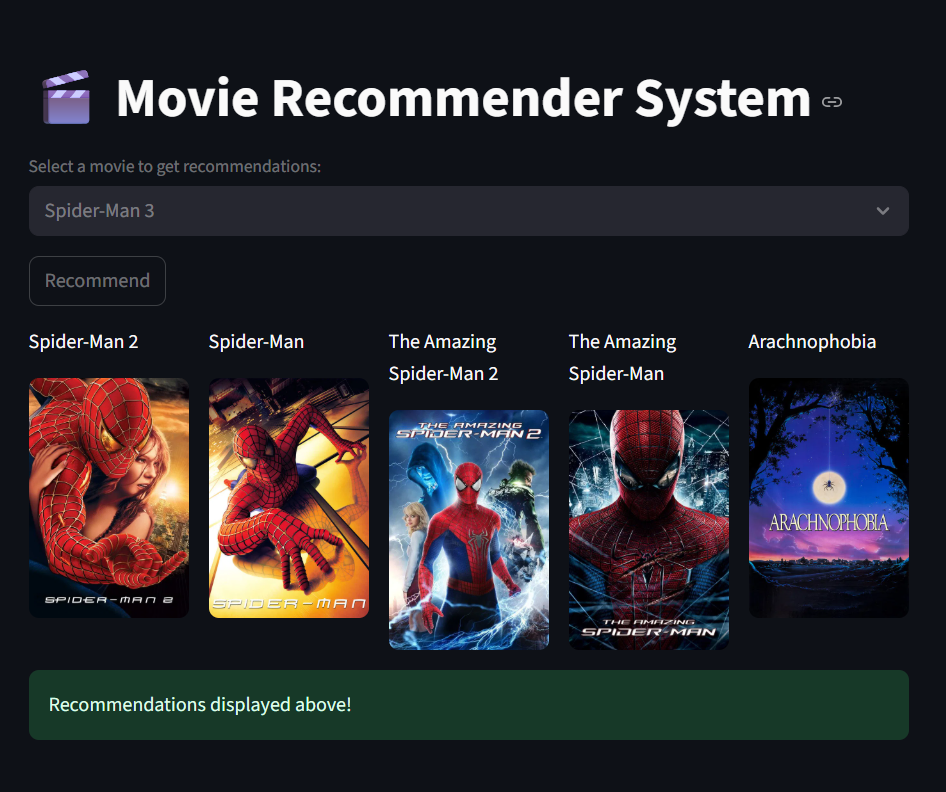 Movie Recommender System
Select a movie to get recommendations:
Spider-Man 3
Recommend
Spider-Man 2
SPIDER-MAN 2
Spider-Man
SPIDER-MAN
The Amazing
Spider-Man 2
THE AMAZING
SPIDER-MAN 2
The Amazing
Spider-Man
THE AMAZING
SPIDER-MAN
Arachnophobia
ARACHNOPHOBIA
Recommendations displayed above!